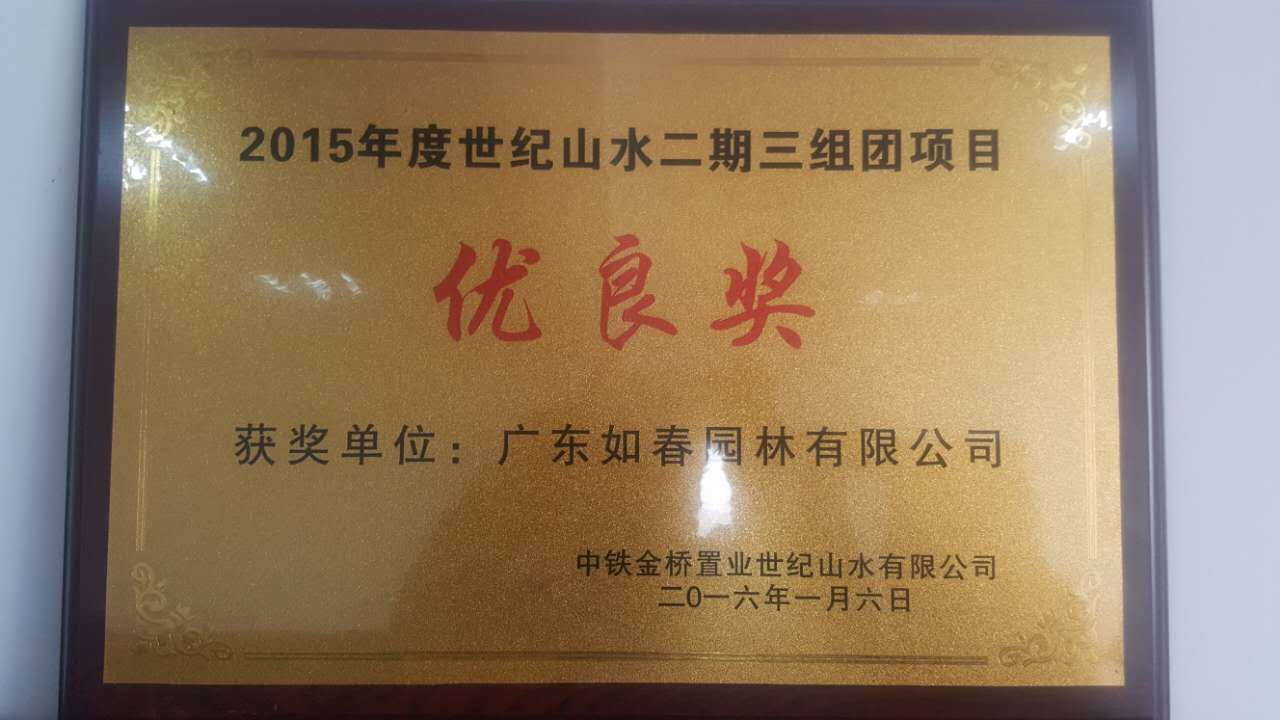 2015年度世纪山水二期三组团项目
优良奖
获奖单位：广东如春园林有限公司
中铁金桥置业世纪山水有限公司
二0一六年一月六日